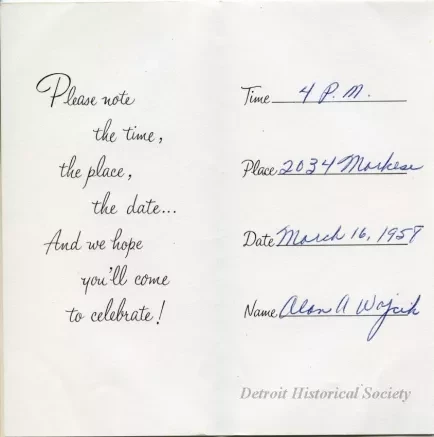 Please note
the time,
the place,
the date...
And we hope
you'll come
to celebrate!
Time 4 P.M.
Place 2034 Markese
Date March 16,
Name Alan A Wojcik
Detroit Historical Society